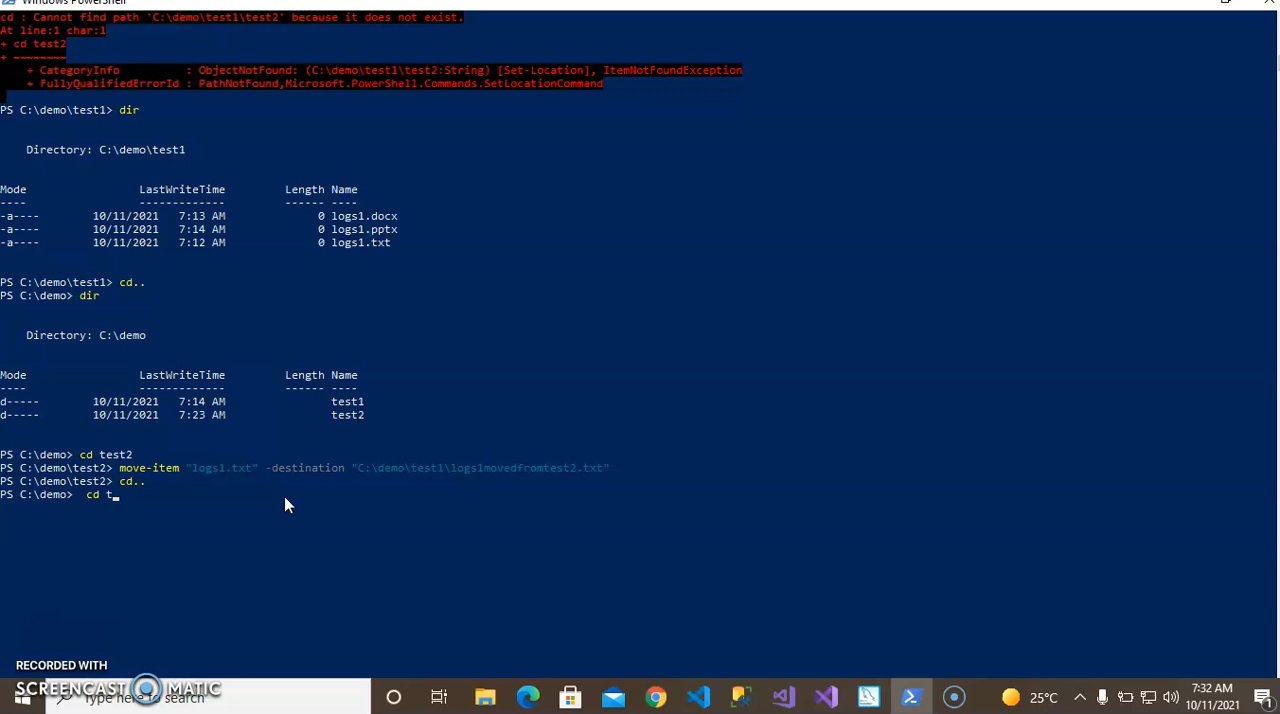 Windows PowerShell
cd : Cannot find path 'C:\demo\test1\test2' because it does not exist.
At line:1 char:1
+ cd test2
+ ~~~~~~~~
+ CategoryInfo : ObjectNotFound: (C:\demo\test1\test2:String) [Set-Location], ItemNotFoundException
+ FullyQualifiedErrorId : PathNotFound,Microsoft.PowerShell.Commands.SetLocationCommand
PS C:\demo\test1> dir
Directory: C:\demo\test1
Mode LastWriteTime Length Name
---- ------------- ------ ----
-a---- 10/11/2021 7:13 AM 0 logs1.docx
-a---- 10/11/2021 7:14 AM 0 logs1.pptx
-a---- 10/11/2021 7:12 AM 0 logs1.txt
PS C:\demo\test1> cd..
PS C:\demo> dir
Directory: C:\demo
Mode LastWriteTime Length Name
---- ------------- ------ ----
d----- 10/11/2021 7:14 AM test1
d----- 10/11/2021 7:23 AM test2
PS C:\demo> cd test2
PS C:\demo\test2> move-item "logs1.txt" -destination "C:\demo\test1\logs1movedfromtest2.txt"
PS C:\demo\test2> cd..
PS C:\demo> cd t_
RECORDED WITH
SCREENCAST MATIC
Type here to search
25°C
7:32 AM
10/11/2021
1